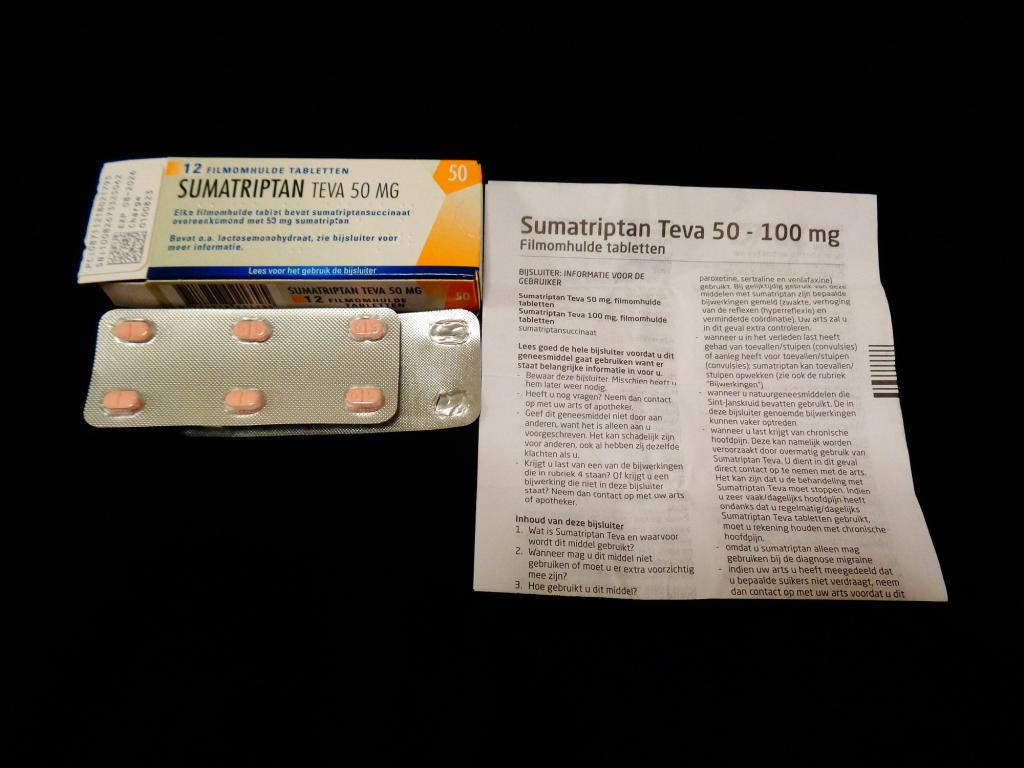 12 FILMOMHULDE TABLETTEN
50
SUMATRIPTAN TEVA 50 MG
Elke filmomhulde tablet bevat sumatriptansuccinaat
overeenkomend met 50 mg sumatriptan
Bevat o.a. lactosemonohydraat, zie bijsluiter voor
meer informatie.
Lees voor het gebruik de bijsluiter
EXP 08-2026
Charge
0100823
SUMATRIPTAN TEVA 50 MG
12 FILMOMHULDE
TABLETTEN
50
Sumatriptan Teva 50 - 100 mg
Filmomhulde tabletten
BIJSLUITER: INFORMATIE VOOR DE
GEBRUIKER
Sumatriptan Teva 50 mg, filmomhulde
tabletten
Sumatriptan Teva 100 mg, filmomhulde
tabletten
sumatriptansuccinaat
Lees goed de hele bijsluiter voordat u dit
geneesmiddel gaat gebruiken want er
staat belangrijke informatie in voor u.
- Bewaar deze bijsluiter. Misschien heeft u
hem later weer nodig.
- Heeft u nog vragen? Neem dan contact
op met uw arts of apotheker.
- Geef dit geneesmiddel niet door aan
anderen, want het is alleen aan u
voorgeschreven. Het kan schadelijk zijn
voor anderen, ook al hebben zij dezelfde
klachten als u.
- Krijgt u last van een van de bijwerkingen
die in rubriek 4 staan? Of krijgt u een
bijwerking die niet in deze bijsluiter
staat? Neem dan contact op met uw arts
of apotheker.
Inhoud van deze bijsluiter
1. Wat is Sumatriptan Teva en waarvoor
wordt dit middel gebruikt?
2. Wanneer mag u dit middel niet
gebruiken of moet u er extra voorzichtig
mee zijn?
3. Hoe gebruikt u dit middel?
paroxetine, sertraline en venlafaxine)
gebruikt. Bij gelijktijdig gebruik van deze
middelen met sumatriptan zijn bepaalde
bijwerkingen gemeld (zwakte, verhoging
van de reflexen (hyperreflexie) en
verminderde coördinatie). Uw arts zal u
in dit geval extra controleren.
- wanneer u in het verleden last heeft
gehad van toevallen/stuipen (convulsies)
of aanleg heeft voor toevallen/stuipen
(convulsies); sumatriptan kan toevallen/
stuipen opwekken (zie ook de rubriek
"Bijwerkingen")
- wanneer u natuurgeneesmiddelen die
Sint-Janskruid bevatten gebruikt. De in
deze bijsluiter genoemde bijwerkingen
kunnen vaker optreden.
- wanneer u last krijgt van chronische
hoofdpijn. Deze kan namelijk worden
veroorzaakt door overmatig gebruik van
Sumatriptan Teva. U dient in dit geval
direct contact op te nemen met de arts.
Het kan zijn dat u de behandeling met
Sumatriptan Teva moet stoppen. Indien
u zeer vaak/dagelijks hoofdpijn heeft
ondanks dat u regelmatig/dagelijks
Sumatriptan Teva tabletten gebruikt,
moet u rekening houden met chronische
hoofdpijn.
- omdat u sumatriptan alleen mag
gebruiken bij de diagnose migraine
- indien uw arts u heeft meegedeeld dat
u bepaalde suikers niet verdraagt, neem
dan contact op met uw arts voordat u dit